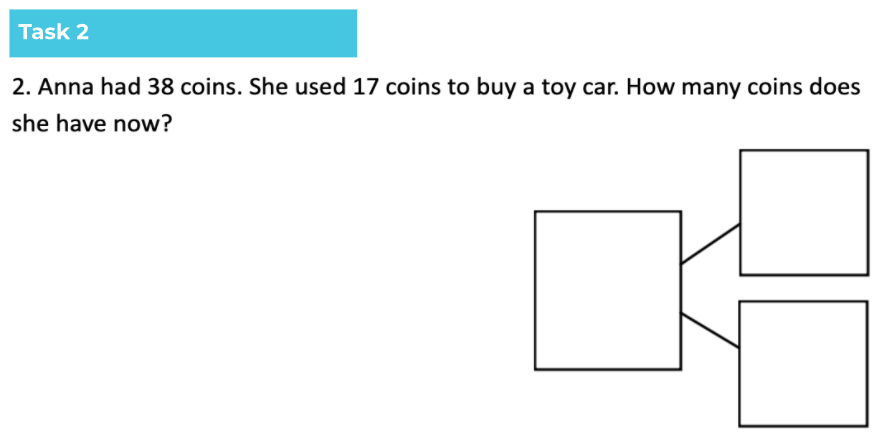 Task 2
2. Anna had 38 coins. She used 17 coins to buy a toy car. How many coins does
she have now?